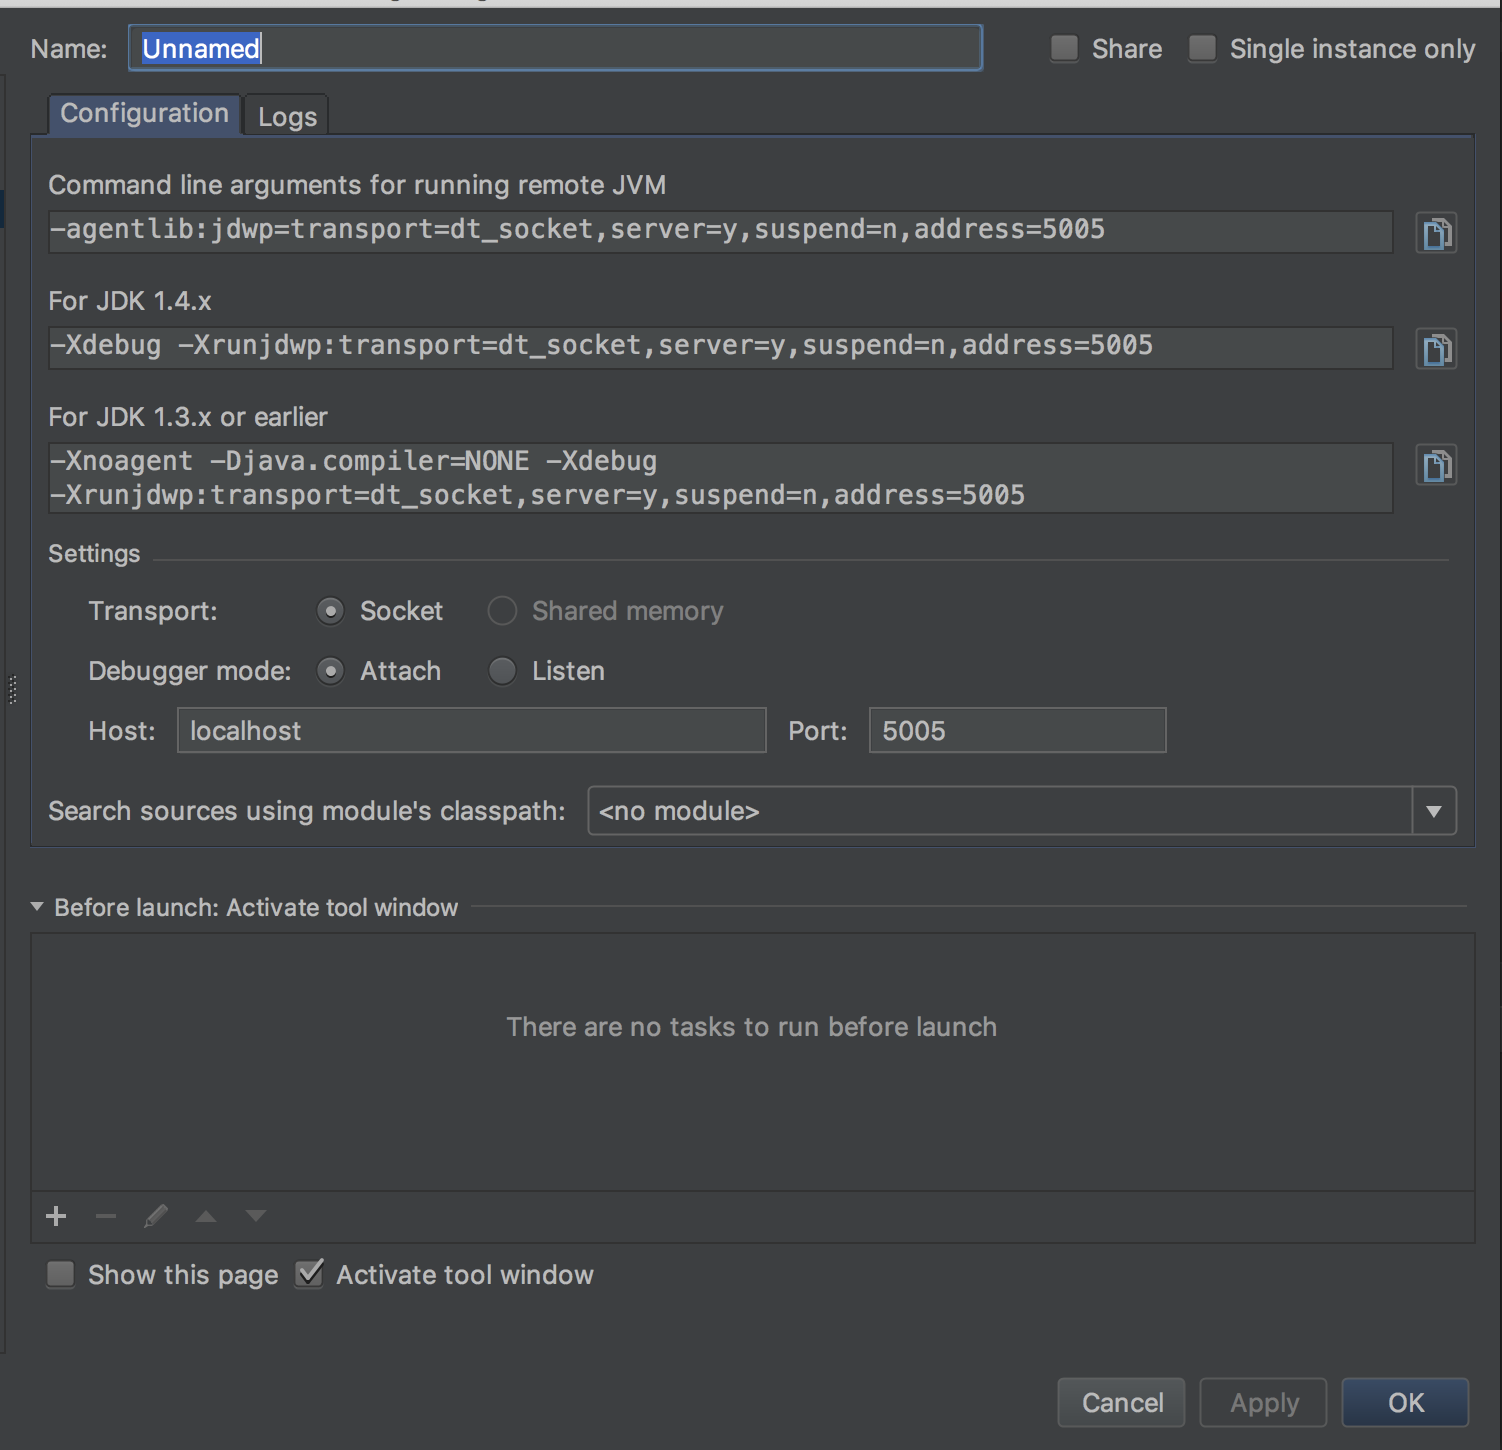 Name: Unnamed Share Single instance only
Configuration Logs
Command line arguments for running remote JVM
-agentlib:jdwp=transport=dt_socket,server=y,suspend=n,address=5005
For JDK 1.4.x
-Xdebug -Xrunjdwp:transport=dt_socket,server=y,suspend=n,address=5005
For JDK 1.3.x or earlier
-Xnoagent -Djava.compiler=NONE -Xdebug
-Xrunjdwp:transport=dt_socket,server=y,suspend=n,address=5005
Settings
Transport: Socket Shared memory
Debugger mode: Attach Listen
Host: localhost Port: 5005
Search sources using module's classpath: <no module>
Before launch: Activate tool window
There are no tasks to run before launch
Show this page Activate tool window
Cancel Apply OK